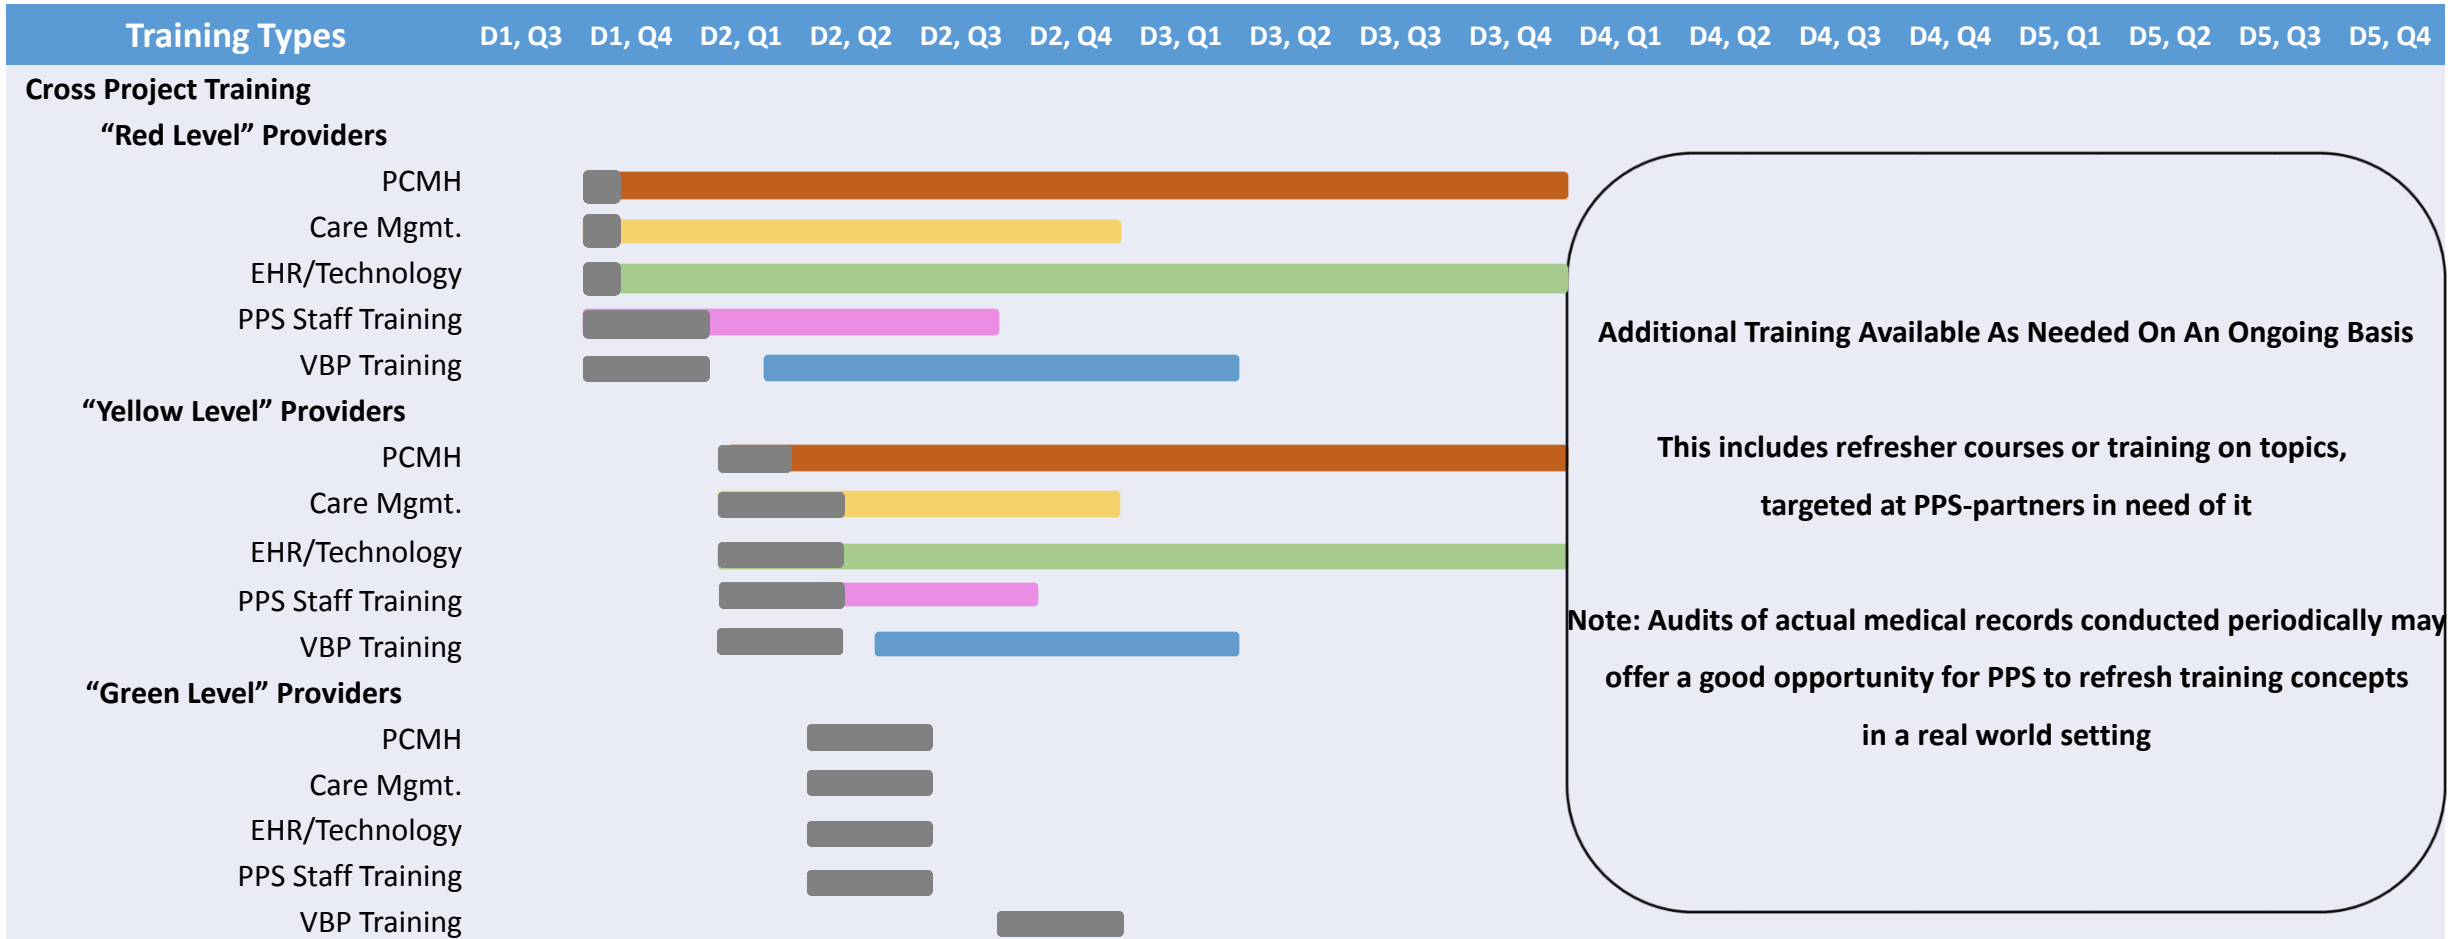 Training Types D1, Q3 D1, Q4 D2, Q1 D2, Q2 D2, Q3 D2, Q4 D3, Q1 D3, Q2 D3, Q3 D3, Q4 D4, Q1 D4, Q2 D4, Q3 D4, Q4 D5, Q1 D5, Q2 D5, Q3 D5, Q4
Cross Project Training
“Red Level” Providers
PCMH
Care Mgmt.
EHR/Technology
PPS Staff Training
VBP Training
“Yellow Level” Providers
PCMH
Care Mgmt.
EHR/Technology
PPS Staff Training
VBP Training
“Green Level” Providers
PCMH
Care Mgmt.
EHR/Technology
PPS Staff Training
VBP Training
Additional Training Available As Needed On An Ongoing Basis
This includes refresher courses or training on topics,
targeted at PPS-partners in need of it
Note: Audits of actual medical records conducted periodically may
offer a good opportunity for PPS to refresh training concepts
in a real world setting